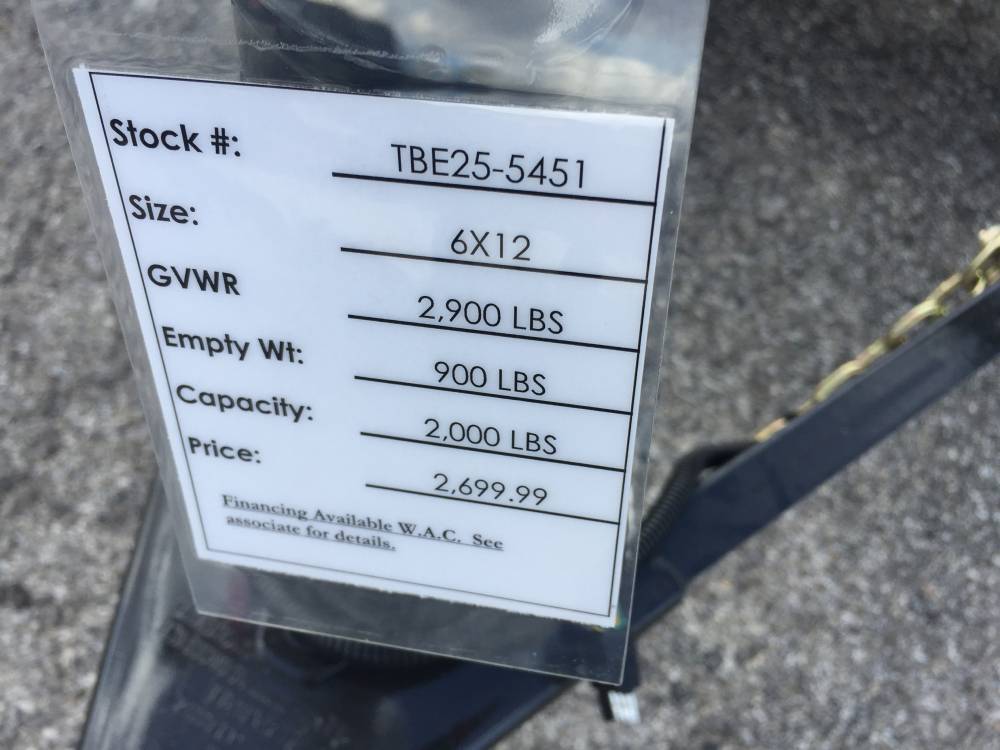 Stock #: TBE25-5451
Size: 6X12
GVWR 2,900 LBS
Empty Wt: 900 LBS
Capacity: 2,000 LBS
Price: 2,699.99
Financing Available W.A.C. See
associate for details.